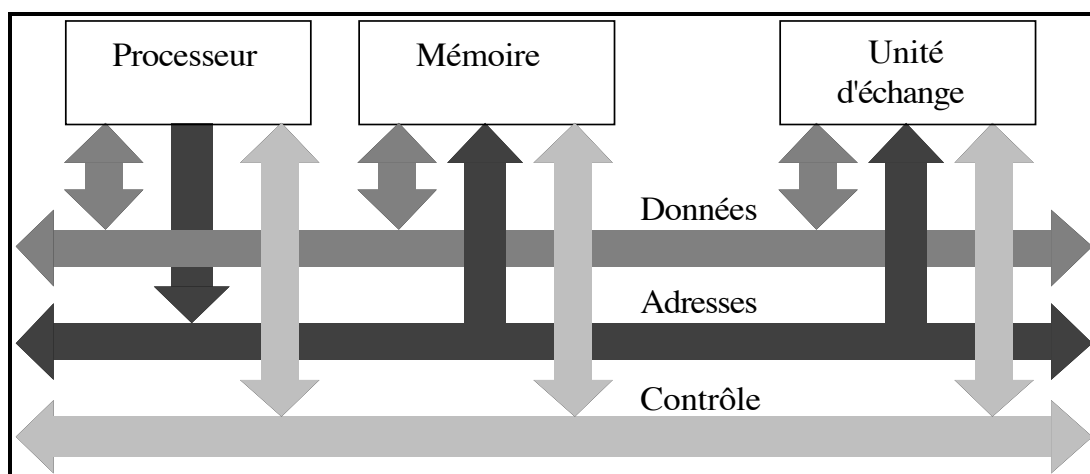 Processeur
Mémoire
Unité
d'échange
Données
Adresses
Contrôle